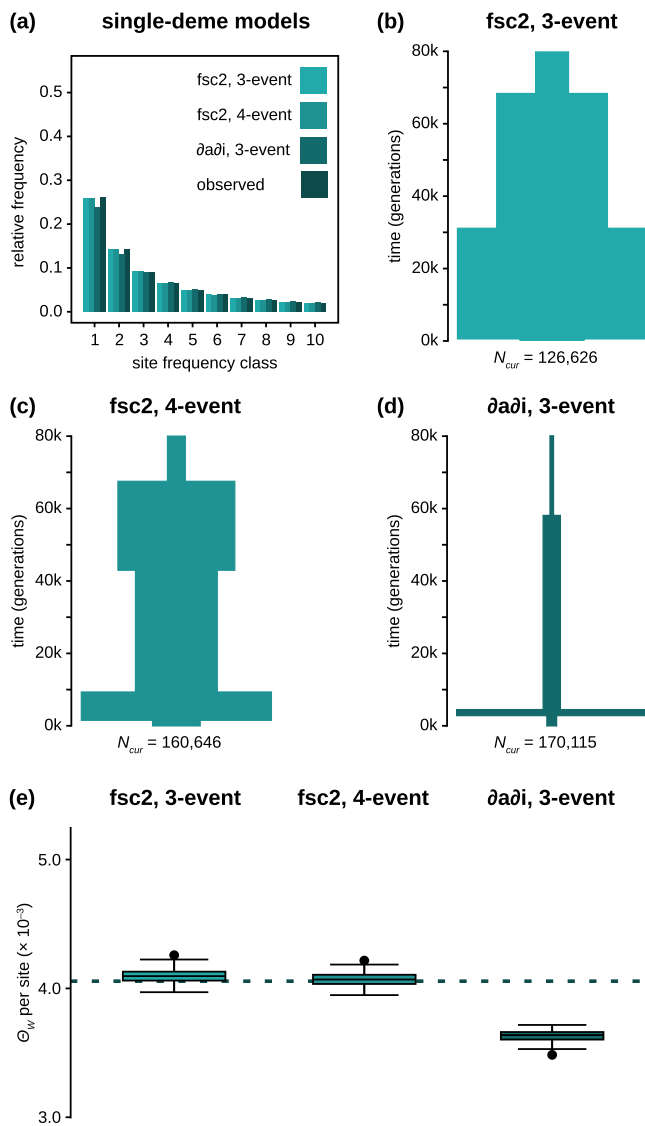 (a) single-deme models
fsc2, 3-event
fsc2, 4-event
∂a∂i, 3-event
observed
relative frequency
0.5
0.4
0.3
0.2
0.1
0.0
1 2 3 4 5 6 7 8 9 10
site frequency class
(b) fsc2, 3-event
time (generations)
80k
60k
40k
20k
0k
N_cur = 126,626
(c) fsc2, 4-event
time (generations)
80k
60k
40k
20k
0k
N_cur = 160,646
(d) ∂a∂i, 3-event
time (generations)
80k
60k
40k
20k
0k
N_cur = 170,115
(e) fsc2, 3-event fsc2, 4-event ∂a∂i, 3-event
Θ_W per site (× 10⁻³)
5.0
4.0
3.0